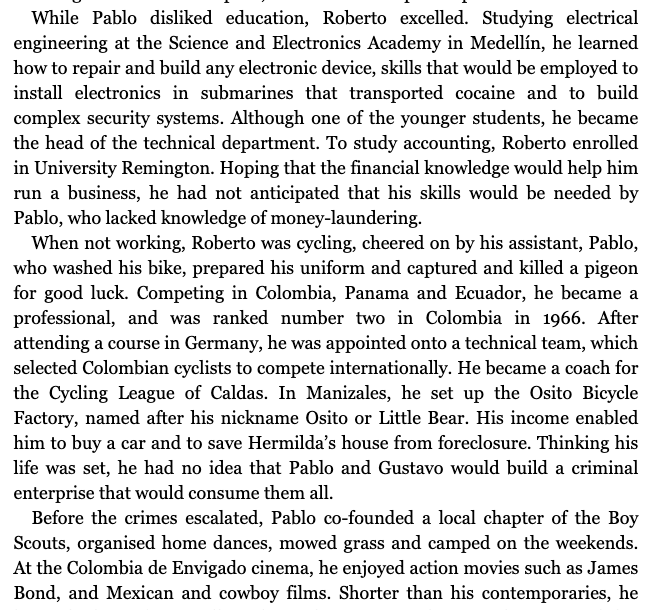 While Pablo disliked education, Roberto excelled. Studying electrical
engineering at the Science and Electronics Academy in Medellín, he learned
how to repair and build any electronic device, skills that would be employed to
install electronics in submarines that transported cocaine and to build
complex security systems. Although one of the younger students, he became
the head of the technical department. To study accounting, Roberto enrolled
in University Remington. Hoping that the financial knowledge would help him
run a business, he had not anticipated that his skills would be needed by
Pablo, who lacked knowledge of money-laundering.
When not working, Roberto was cycling, cheered on by his assistant, Pablo,
who washed his bike, prepared his uniform and captured and killed a pigeon
for good luck. Competing in Colombia, Panama and Ecuador, he became a
professional, and was ranked number two in Colombia in 1966. After
attending a course in Germany, he was appointed onto a technical team, which
selected Colombian cyclists to compete internationally. He became a coach for
the Cycling League of Caldas. In Manizales, he set up the Osito Bicycle
Factory, named after his nickname Osito or Little Bear. His income enabled
him to buy a car and to save Hermilda’s house from foreclosure. Thinking his
life was set, he had no idea that Pablo and Gustavo would build a criminal
enterprise that would consume them all.
Before the crimes escalated, Pablo co-founded a local chapter of the Boy
Scouts, organised home dances, mowed grass and camped on the weekends.
At the Colombia de Envigado cinema, he enjoyed action movies such as James
Bond, and Mexican and cowboy films. Shorter than his contemporaries, he